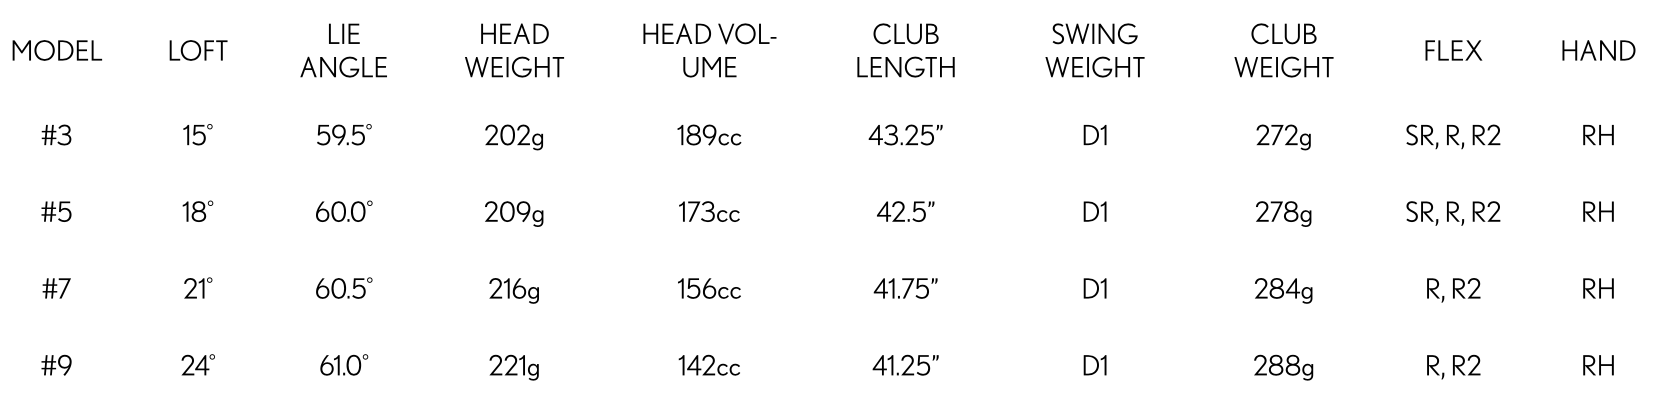 MODEL LOFT LIE ANGLE HEAD WEIGHT HEAD VOL-UME CLUB LENGTH SWING WEIGHT CLUB WEIGHT FLEX HAND
#3 15° 59.5° 202g 189cc 43.25” D1 272g SR, R, R2 RH
#5 18° 60.0° 209g 173cc 42.5” D1 278g SR, R, R2 RH
#7 21° 60.5° 216g 156cc 41.75” D1 284g R, R2 RH
#9 24° 61.0° 221g 142cc 41.25” D1 288g R, R2 RH